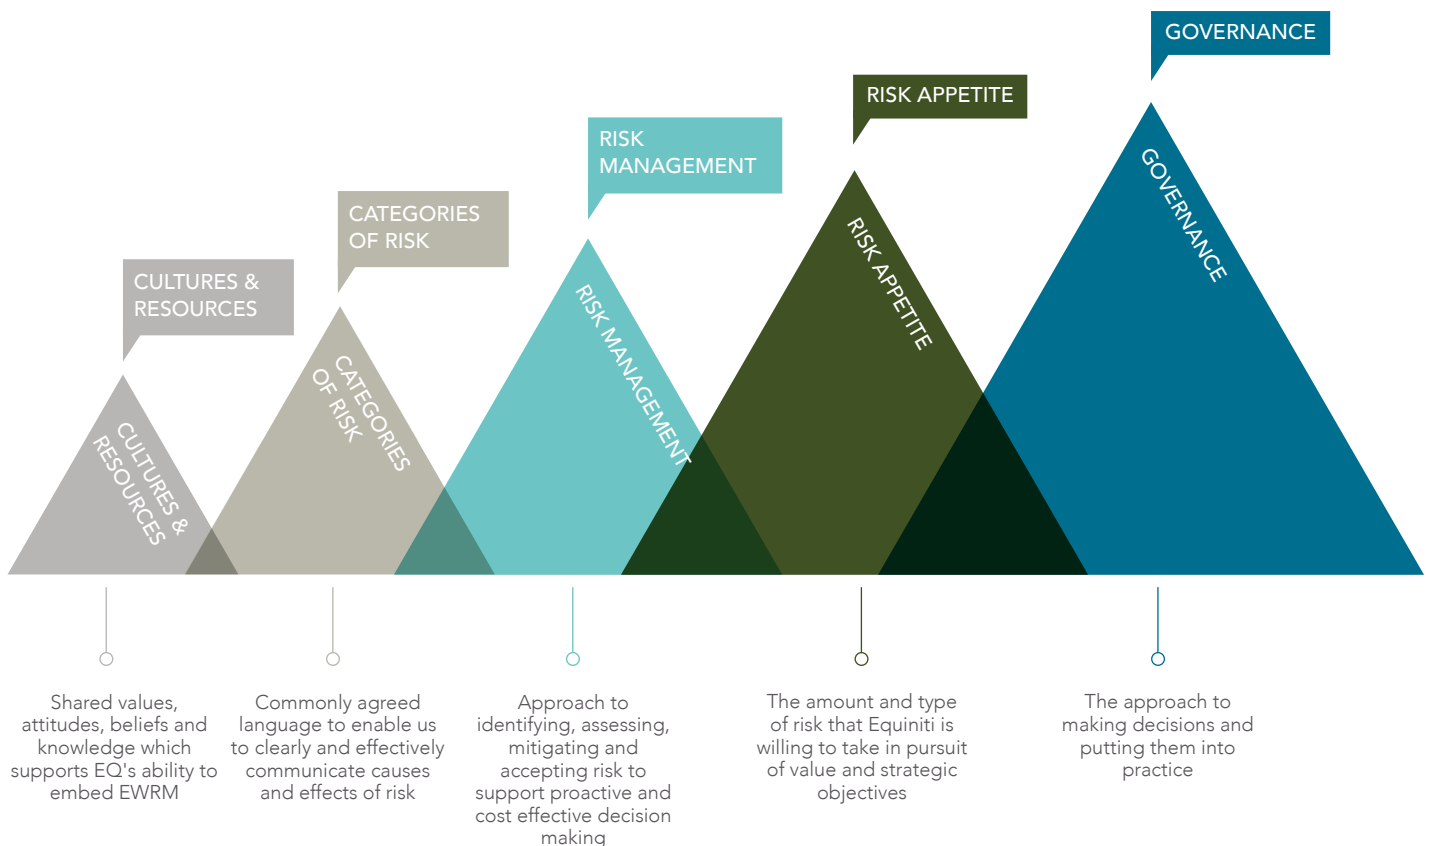 GOVERNANCE
RISK APPETITE
RISK
MANAGEMENT
CATEGORIES
OF RISK
CULTURES &
RESOURCES
CULTURES &
RESOURCES
CATEGORIES
OF RISK
RISK MANAGEMENT
RISK APPETITE
GOVERNANCE
Shared values,
attitudes, beliefs and
knowledge which
supports EQ's ability to
embed EWRM
Commonly agreed
language to enable us
to clearly and effectively
communicate causes
and effects of risk
Approach to
identifying, assessing,
mitigating and
accepting risk to
support proactive and
cost effective decision
making
The amount and type
of risk that Equiniti is
willing to take in pursuit
of value and strategic
objectives
The approach to
making decisions and
putting them into
practice